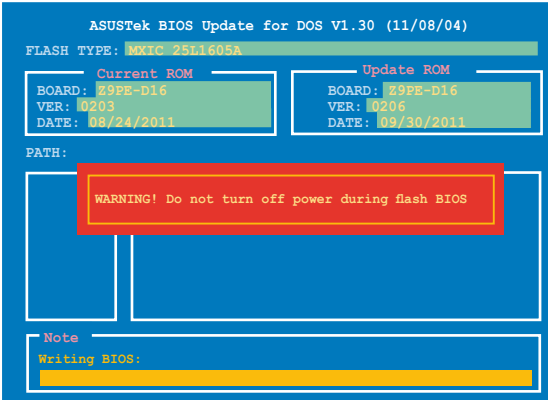 ASUSTek BIOS Update for DOS V1.30 (11/08/04)
FLASH TYPE: MXIC 25L1605A
Current ROM
BOARD: Z9PE-D16
VER: 0203
DATE: 08/24/2011
Update ROM
BOARD: Z9PE-D16
VER: 0206
DATE: 09/30/2011
PATH:
WARNING! Do not turn off power during flash BIOS
Note
Writing BIOS: